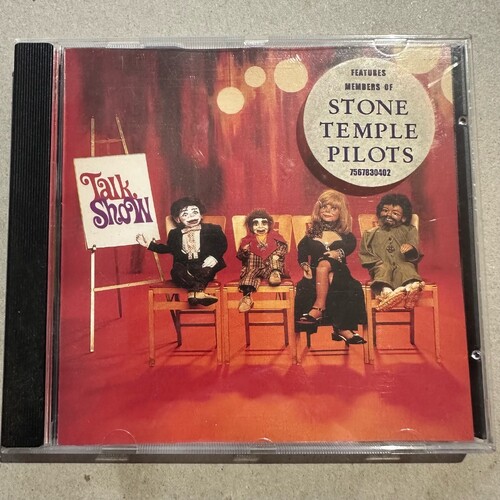 FEATURES
MEMBERS OF
STONE
TEMPLE
PILOTS
7567830402
Talk
Show